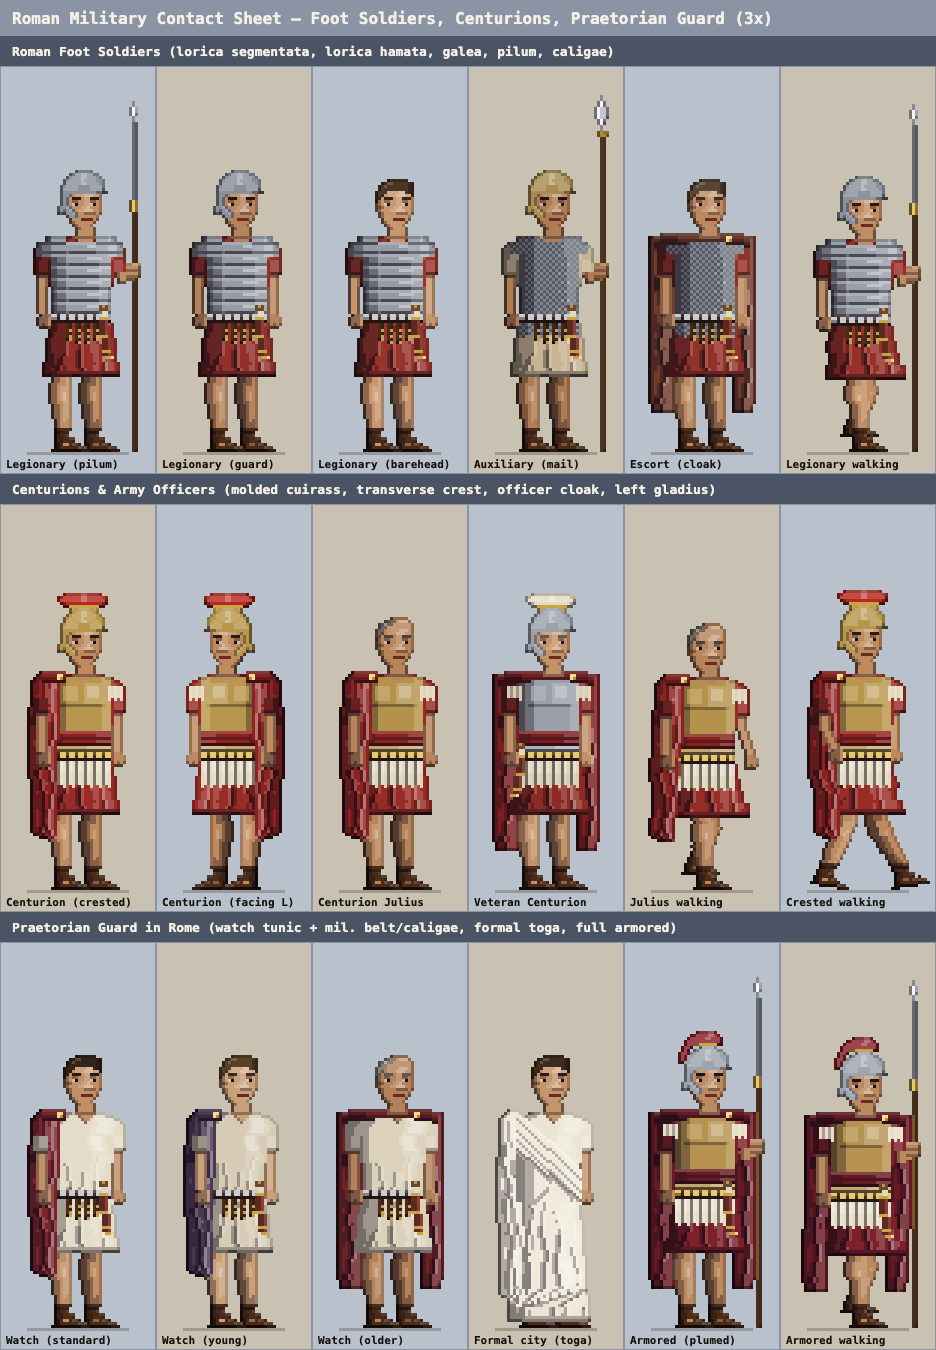 Roman Military Contact Sheet — Foot Soldiers, Centurions, Praetorian Guard (3x)
Roman Foot Soldiers (lorica segmentata, lorica hamata, galea, pilum, caligae)
Legionary (pilum)
Legionary (guard)
Legionary (barehead)
Auxiliary (mail)
Escort (cloak)
Legionary walking
Centurions & Army Officers (molded cuirass, transverse crest, officer cloak, left gladius)
Centurion (crested)
Centurion (facing L)
Centurion Julius
Veteran Centurion
Julius walking
Crested walking
Praetorian Guard in Rome (watch tunic + mil. belt/caligae, formal toga, full armored)
Watch (standard)
Watch (young)
Watch (older)
Formal city (toga)
Armored (plumed)
Armored walking